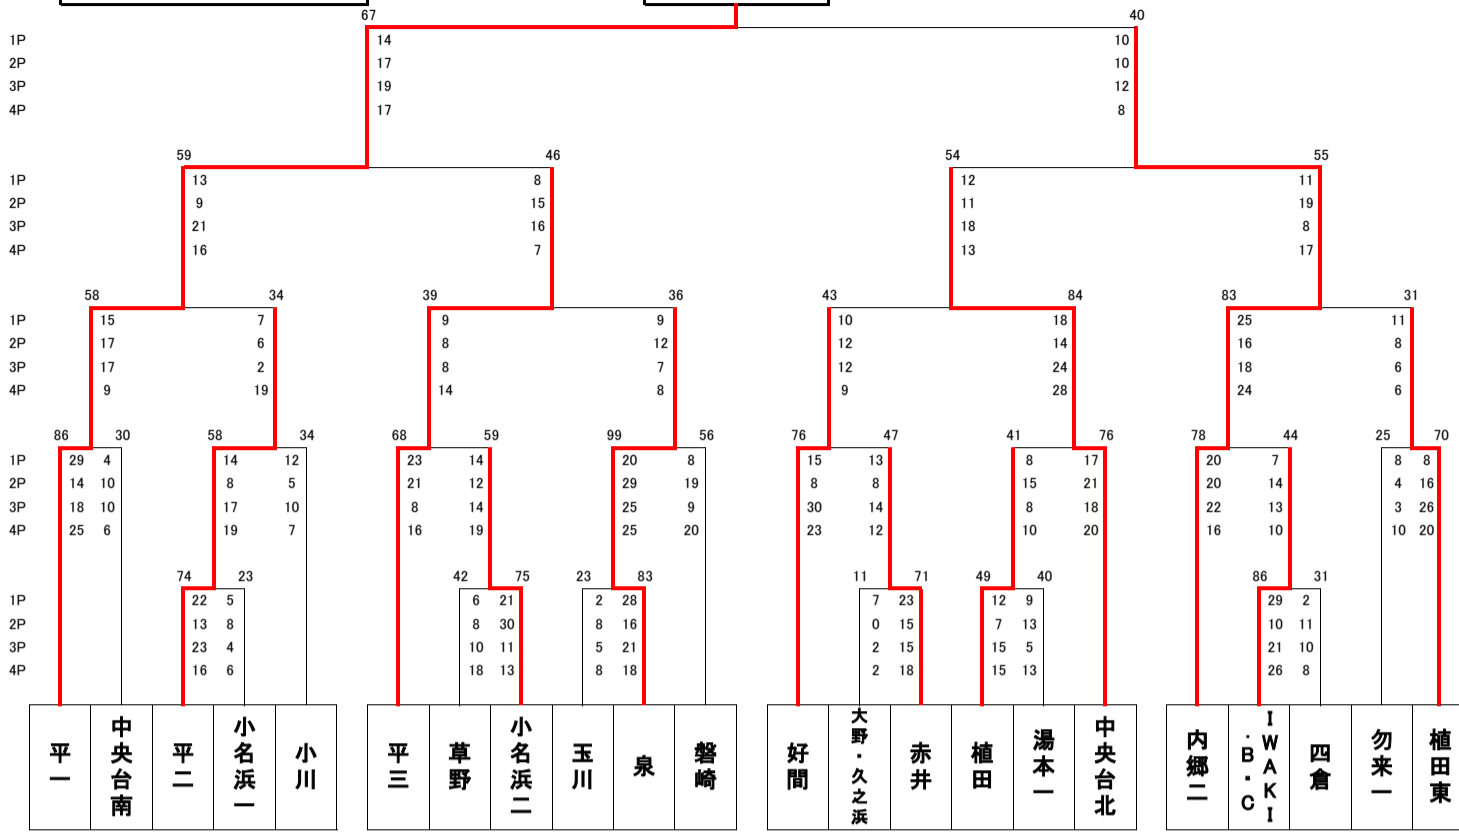 67 40
1P 14 10
2P 17 10
3P 19 12
4P 17 8
59 46 54 55
1P 13 8 12 11
2P 9 15 11 19
3P 21 16 18 8
4P 16 7 13 17
58 34 39 36 43 84 83 31
1P 15 7 9 9 10 18 25 11
2P 17 6 8 12 12 14 16 8
3P 17 2 8 7 12 24 18 6
4P 9 19 14 8 9 28 24 6
86 30 58 34 68 59 99 56 76 47 41 76 78 44 25 70
1P 29 4 14 12 23 14 20 8 15 13 8 17 20 7 8 8
2P 14 10 8 5 21 12 29 19 8 8 15 21 20 14 4 16
3P 18 10 17 10 8 14 25 9 30 14 8 18 22 13 3 26
4P 25 6 19 7 16 19 25 20 23 12 10 20 16 10 10 20
74 23 42 75 23 83 11 71 49 40 86 31
1P 22 5 6 21 2 28 7 23 12 9 29 2
2P 13 8 8 30 8 16 0 15 7 13 10 11
3P 23 4 10 11 5 21 2 15 15 5 21 10
4P 16 6 18 13 8 18 2 18 15 13 26 8
平一
中央台南
平二
小名浜一
小川
平三
草野
小名浜二
玉川
泉
磐崎
好間
大野・久之浜
赤井
植田
湯本一
中央台北
内郷二
IWAKI
.B.C
四倉
勿来一
植田東